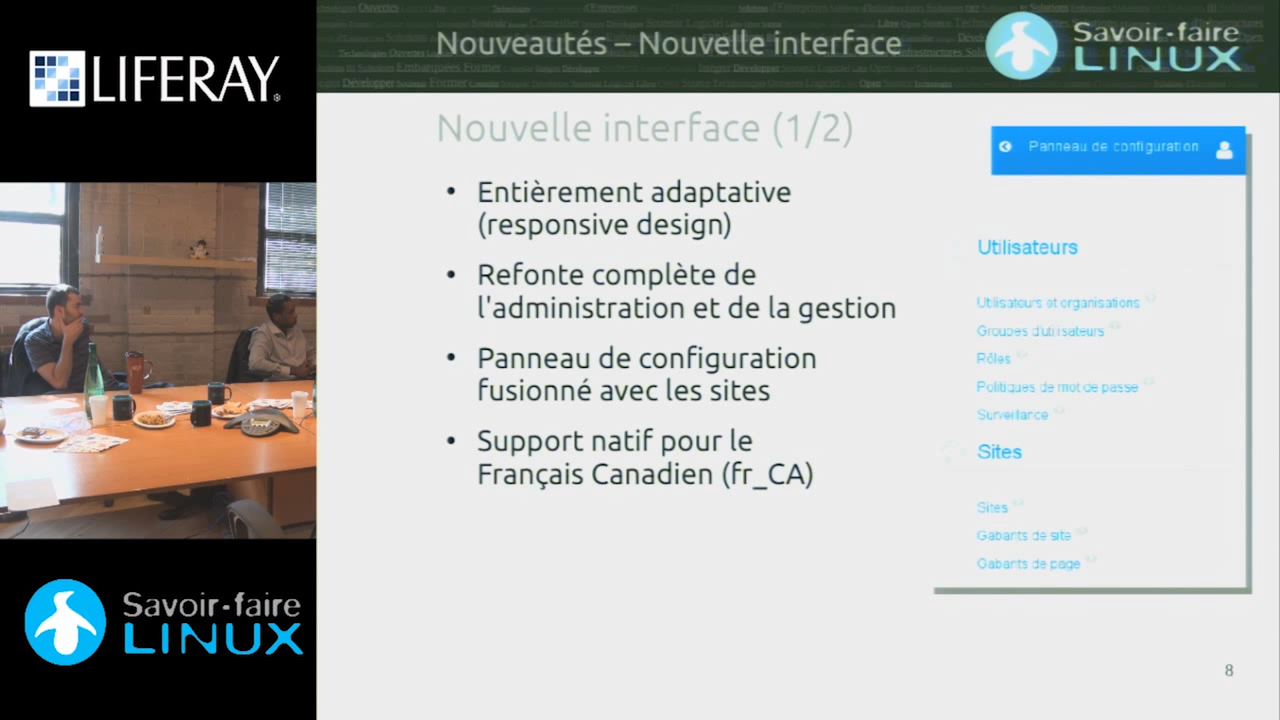 LIFERAY
Nouveautés – Nouvelle interface
Savoir-faire
LINUX
Nouvelle interface (1/2)
• Entièrement adaptative
(responsive design)
• Refonte complète de
l'administration et de la gestion
• Panneau de configuration
fusionné avec les sites
• Support natif pour le
Français Canadien (fr_CA)
Panneau de configuration
Utilisateurs
Utilisateurs et organisations
Groupes d'utilisateurs
Rôles
Politiques de mot de passe
Surveillance
Sites
Sites
Gabarits de site
Gabarits de page
Savoir-faire
LINUX
8